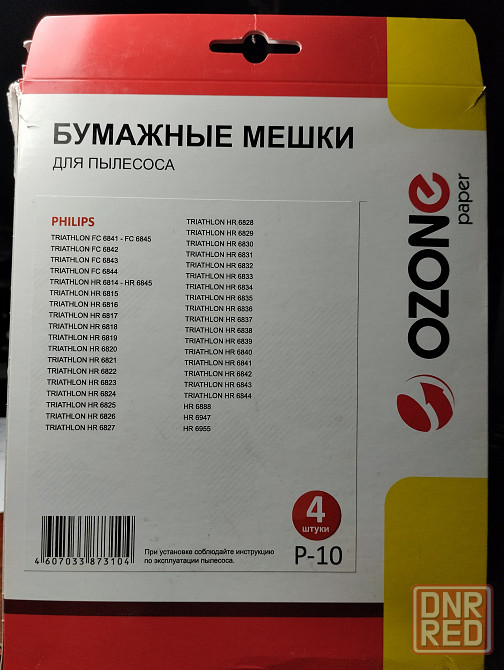 БУМАЖНЫЕ МЕШКИ
ДЛЯ ПЫЛЕСОСА
PHILIPS
TRIATHLON FC 6841 - FC 6845
TRIATHLON FC 6842
TRIATHLON FC 6843
TRIATHLON FC 6844
TRIATHLON HR 6814 - HR 6845
TRIATHLON HR 6815
TRIATHLON HR 6816
TRIATHLON HR 6817
TRIATHLON HR 6818
TRIATHLON HR 6819
TRIATHLON HR 6820
TRIATHLON HR 6821
TRIATHLON HR 6822
TRIATHLON HR 6823
TRIATHLON HR 6824
TRIATHLON HR 6825
TRIATHLON HR 6826
TRIATHLON HR 6827
TRIATHLON HR 6828
TRIATHLON HR 6829
TRIATHLON HR 6830
TRIATHLON HR 6831
TRIATHLON HR 6832
TRIATHLON HR 6833
TRIATHLON HR 6834
TRIATHLON HR 6835
TRIATHLON HR 6836
TRIATHLON HR 6837
TRIATHLON HR 6838
TRIATHLON HR 6839
TRIATHLON HR 6840
TRIATHLON HR 6841
TRIATHLON HR 6842
TRIATHLON HR 6843
TRIATHLON HR 6844
HR 6888
HR 6947
HR 6955
OZONE
paper
4
штуки
P-10
4 607033 873104
При установке соблюдайте инструкцию
по эксплуатации пылесоса.
DNR
RED